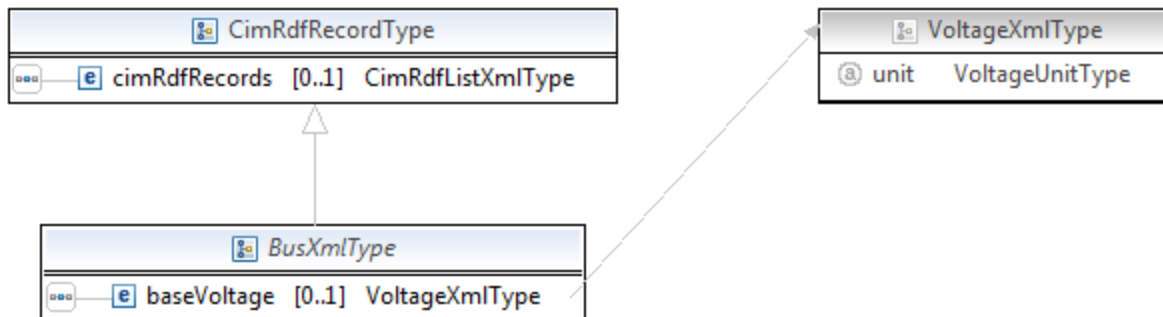 CimRdfRecordType
e cimRdfRecords [0..1] CimRdfListXmlType
VoltageXmlType
@ unit VoltageUnitType
BusXmlType
e baseVoltage [0..1] VoltageXmlType